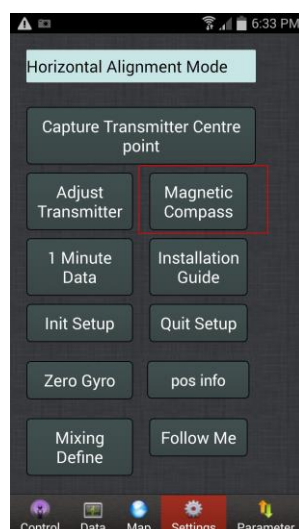 6:33 PM
Horizontal Alignment Mode
Capture Transmitter Centre
point
Adjust
Transmitter
Magnetic
Compass
1 Minute
Data
Installation
Guide
Init Setup
Quit Setup
Zero Gyro
pos info
Mixing
Define
Follow Me
Control
Data
Map
Settings
Parameter